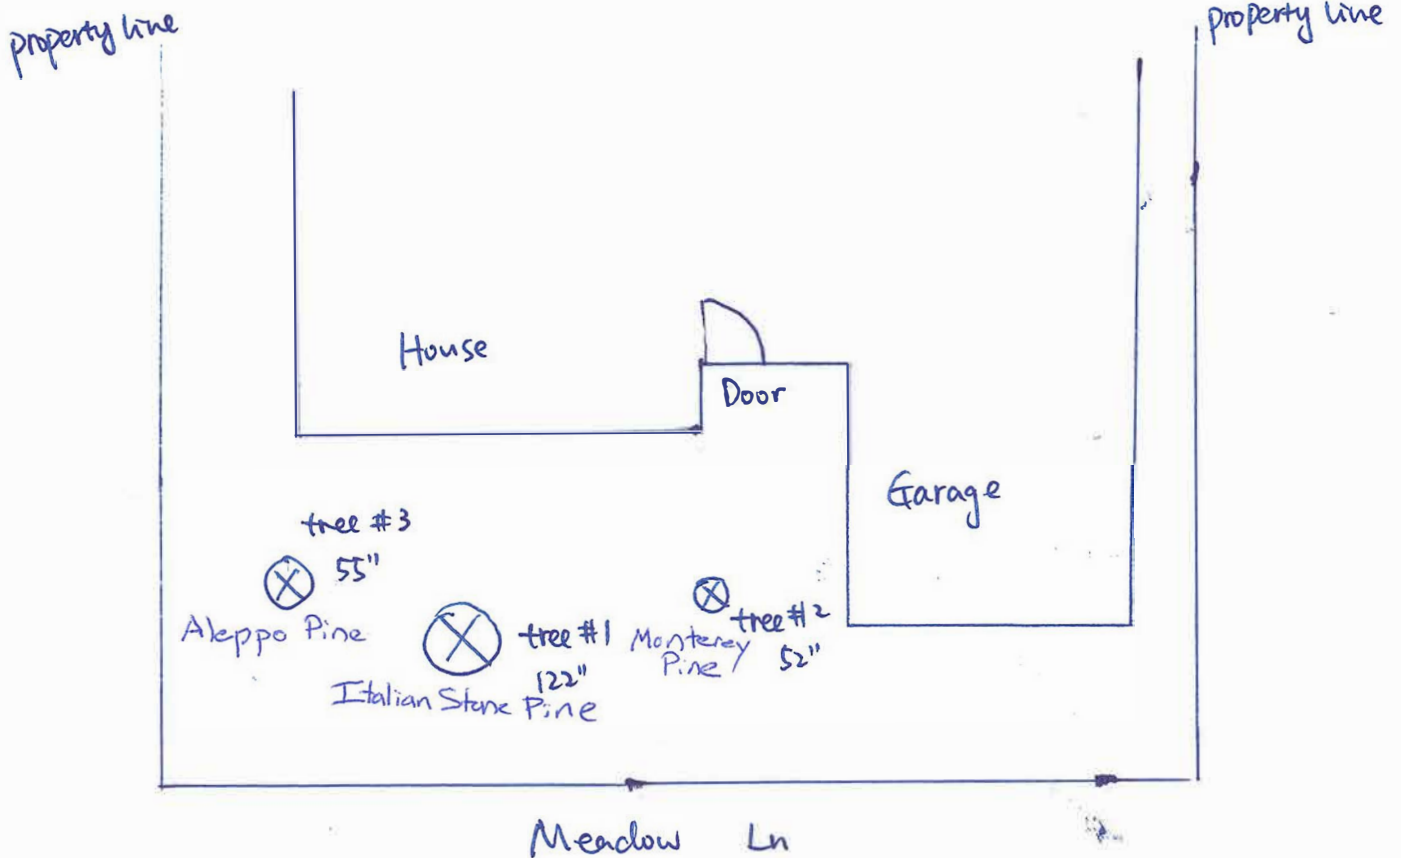 property line
property line
House
Door
Garage
tree #3
55"
Aleppo Pine
tree #1
122"
Italian Stone Pine
tree #2
52"
Monterey
Pine
Meadow Ln